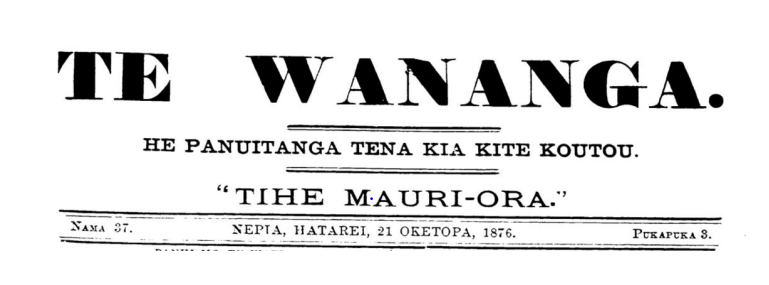 TE WANANGA.
HE PANUITANGA TENA KIA KITE KOUTOU.
"TIHE MAURI-ORA."
NAMA 37. NEPIA, HATAREI, 21 OKETOPA, 1876. PUKAPUKA 3.